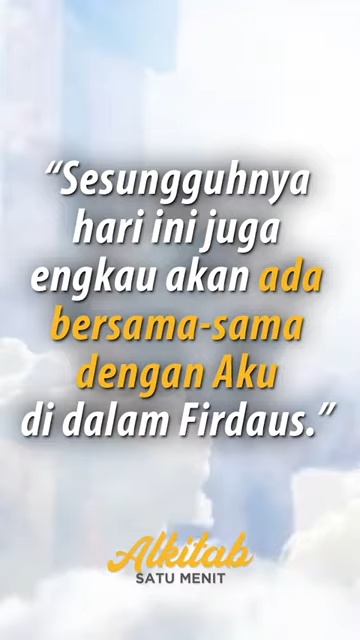 “Sesungguhnya
hari ini juga
engkau akan ada
bersama-sama
dengan Aku
di dalam Firdaus.”
Alkitab
SATU MENIT